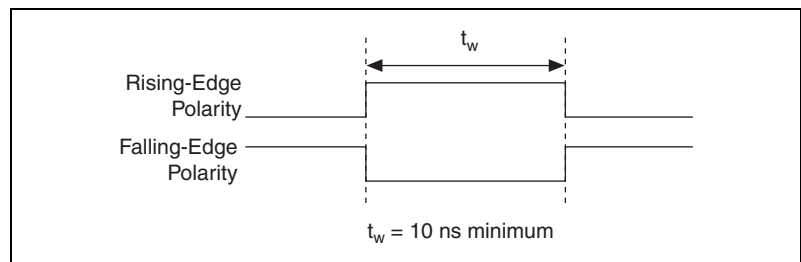 t_w
Rising-Edge
Polarity
Falling-Edge
Polarity
t_w = 10 ns minimum